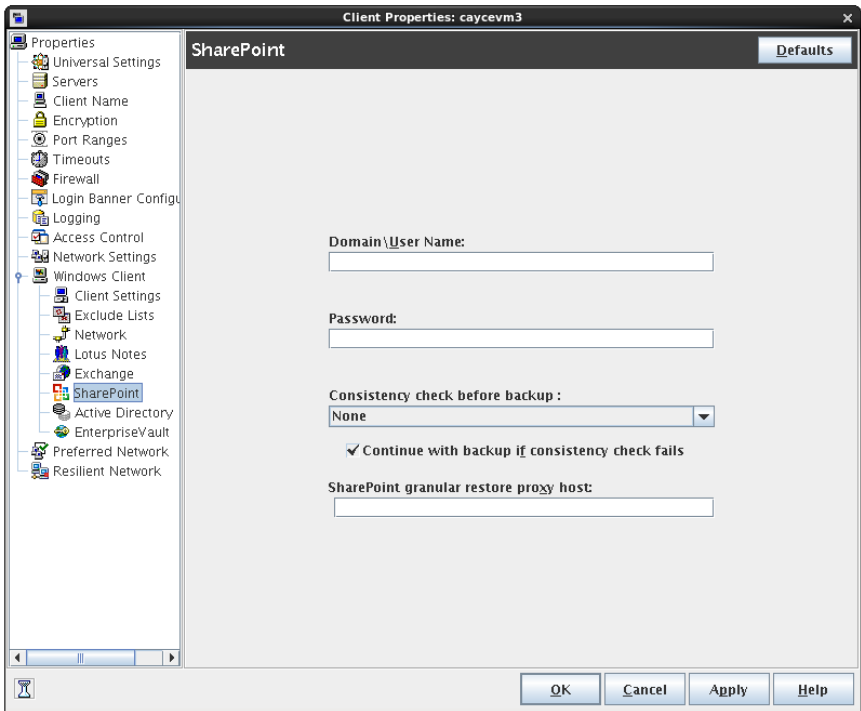 Client Properties: caycevm3
Properties
Universal Settings
Servers
Client Name
Encryption
Port Ranges
Timeouts
Firewall
Login Banner Configu
Logging
Access Control
Network Settings
Windows Client
Client Settings
Exclude Lists
Network
Lotus Notes
Exchange
SharePoint
Active Directory
EnterpriseVault
Preferred Network
Resilient Network
SharePoint
Defaults
Domain\User Name:
Password:
Consistency check before backup :
None
Continue with backup if consistency check fails
SharePoint granular restore proxy host:
OK
Cancel
Apply
Help